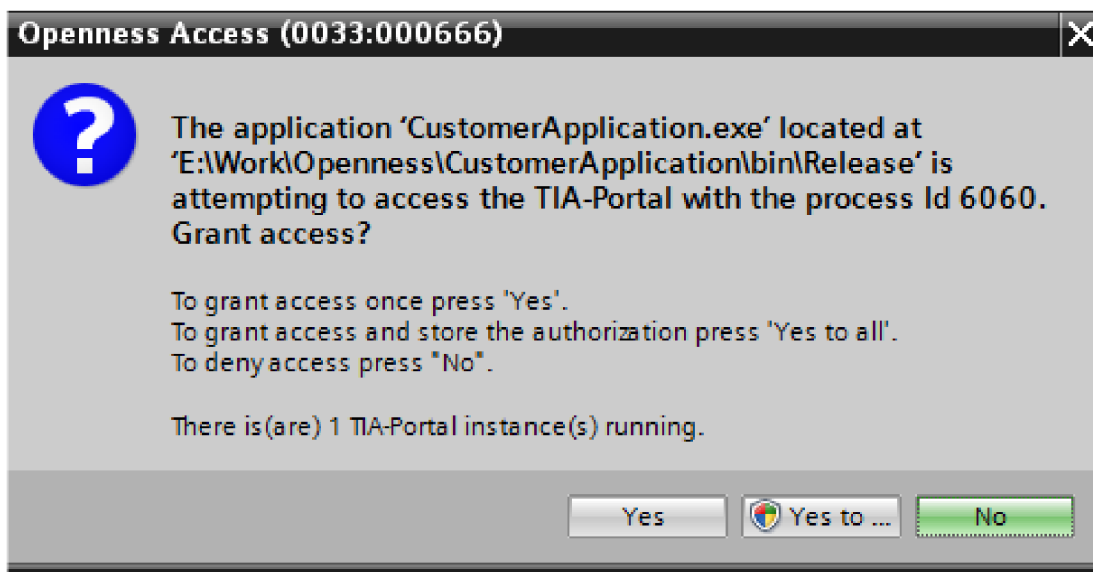 Openness Access (0033:000666)
The application ‘CustomerApplication.exe’ located at
‘E:\Work\Openness\CustomerApplication\bin\Release’ is
attempting to access the TIA-Portal with the process Id 6060.
Grant access?
To grant access once press 'Yes'.
To grant access and store the authorization press 'Yes to all'.
To deny access press "No".
There is(are) 1 TIA-Portal instance(s) running.
Yes
Yes to ...
No